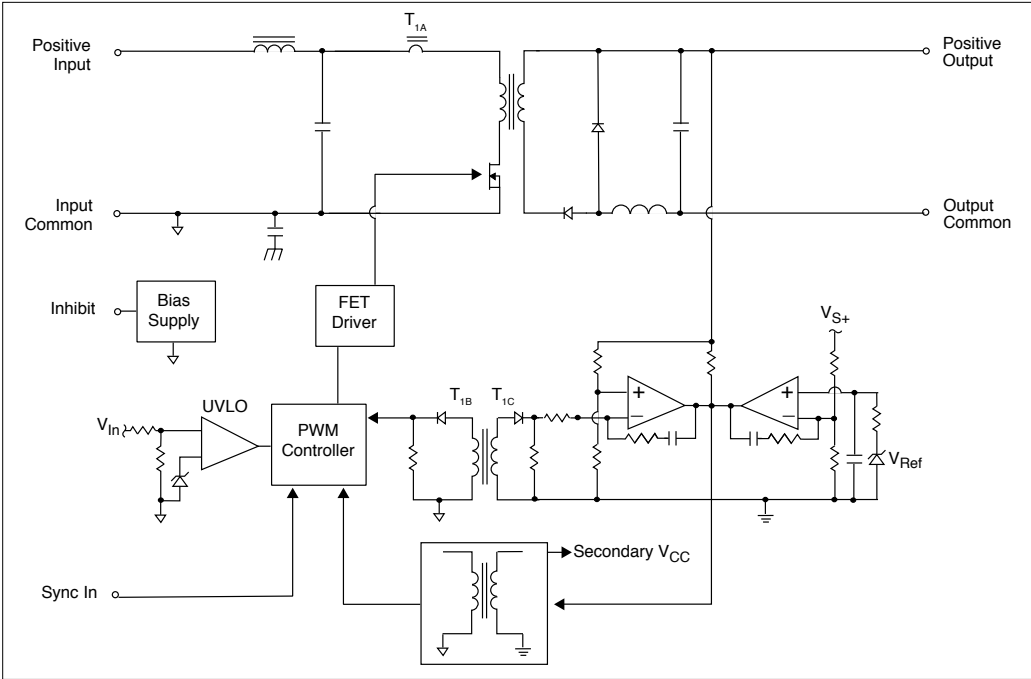 T1A
Positive
Input
Positive
Output
Input
Common
Output
Common
Inhibit
Bias
Supply
FET
Driver
VS+
UVLO
T1B
T1C
VIn
PWM
Controller
+
−
+
−
VRef
Secondary VCC
Sync In